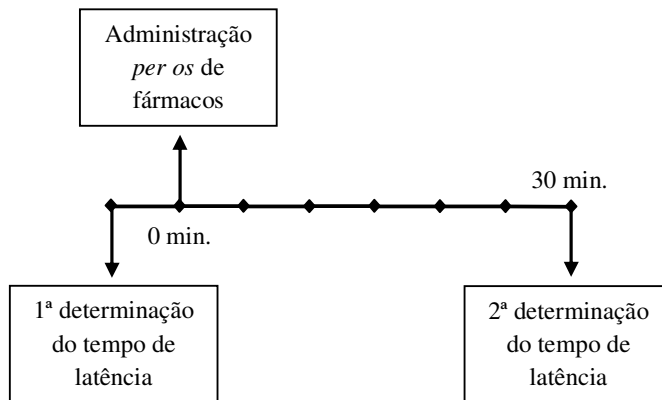 Administração
per os de
fármacos
30 min.
0 min.
1ª determinação
do tempo de
latência
2ª determinação
do tempo de
latência